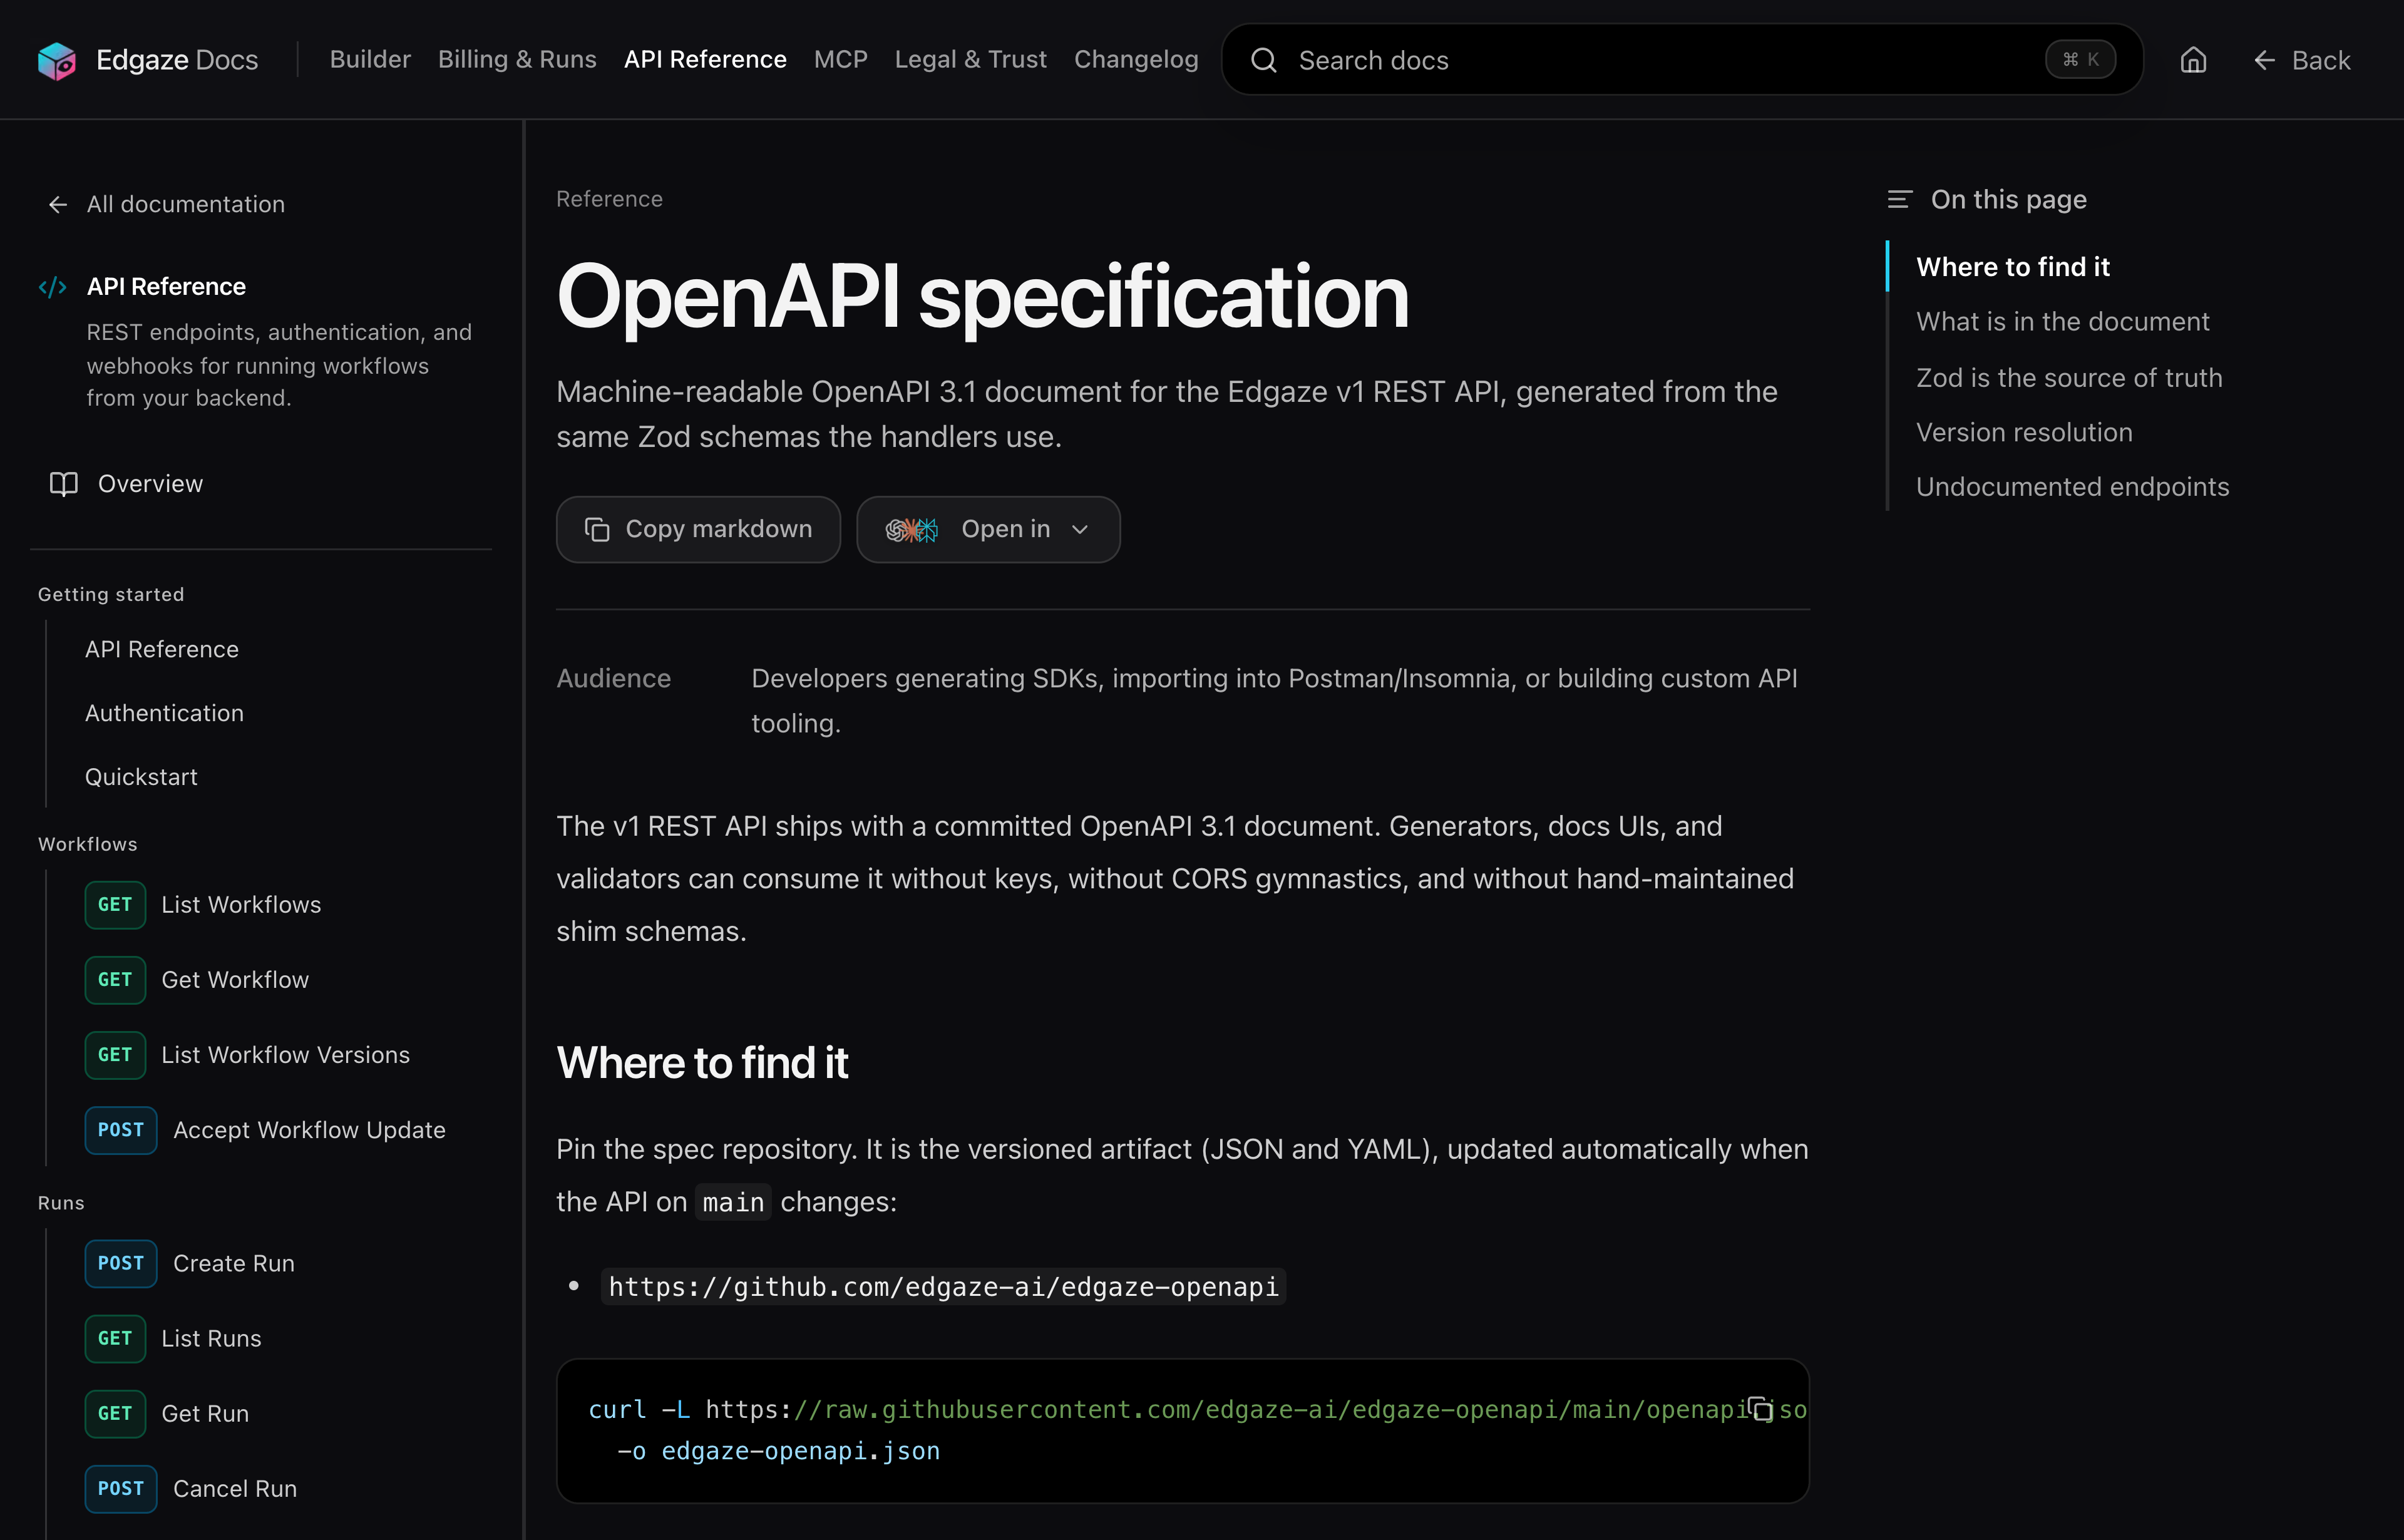 Edgaze Docs
Builder
Billing & Runs
API Reference
MCP
Legal & Trust
Changelog
Search docs
⌘ K
Back
All documentation
API Reference
REST endpoints, authentication, and
webhooks for running workflows
from your backend.
Overview
Getting started
API Reference
Authentication
Quickstart
Workflows
GET List Workflows
GET Get Workflow
GET List Workflow Versions
POST Accept Workflow Update
Runs
POST Create Run
GET List Runs
GET Get Run
POST Cancel Run
Reference
OpenAPI specification
Machine-readable OpenAPI 3.1 document for the Edgaze v1 REST API, generated from the
same Zod schemas the handlers use.
Copy markdown
Open in
Audience
Developers generating SDKs, importing into Postman/Insomnia, or building custom API
tooling.
The v1 REST API ships with a committed OpenAPI 3.1 document. Generators, docs UIs, and
validators can consume it without keys, without CORS gymnastics, and without hand-maintained
shim schemas.
Where to find it
Pin the spec repository. It is the versioned artifact (JSON and YAML), updated automatically when
the API on main changes:
• https://github.com/edgaze-ai/edgaze-openapi
curl -L https://raw.githubusercontent.com/edgaze-ai/edgaze-openapi/main/openapi.jso
-o edgaze-openapi.json
On this page
Where to find it
What is in the document
Zod is the source of truth
Version resolution
Undocumented endpoints